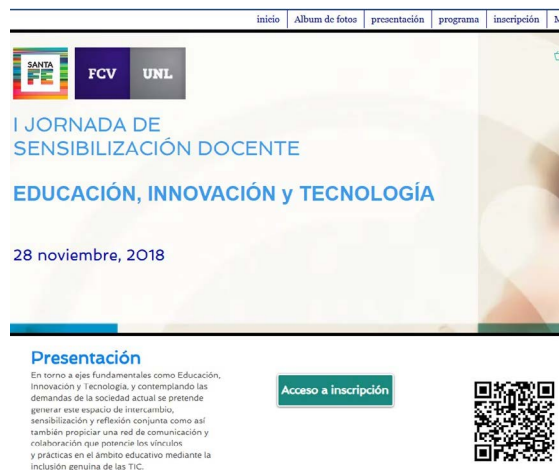 inicio
Album de fotos
presentación
programa
inscripción
SANTA
FE
FCV
UNL
I JORNADA DE
SENSIBILIZACIÓN DOCENTE
EDUCACIÓN, INNOVACIÓN y TECNOLOGÍA
28 noviembre, 2018
Presentación
En torno a ejes fundamentales como Educación,
Innovación y Tecnología, y contemplando las
demandas de la sociedad actual se pretende
generar este espacio de intercambio,
sensibilización y reflexión conjunta como así
también propiciar una red de comunicación y
colaboración que potencie los vínculos
y prácticas en el ámbito educativo mediante la
inclusión genuina de las TIC.
Acceso a inscripción